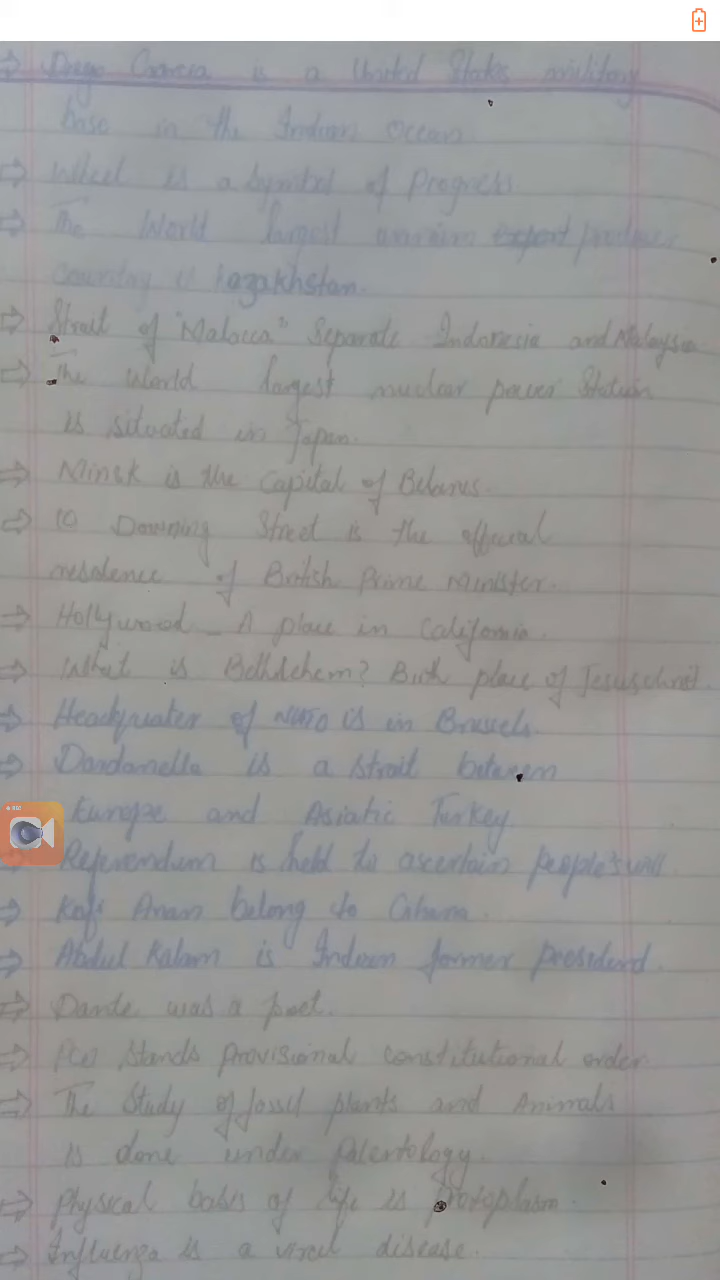 ⇒ Diego Garcia is a United States military
base in the Indian Ocean
⇒ Wheel is a symbol of Progress
⇒ The World largest export producer
Country is Kazakhstan.
⇒ Strait of "Malacca" Separate Indonesia and Malaysia
⇒ The World largest nuclear power Station
is situated in Japan.
⇒ Minsk is the Capital of Belarus.
⇒ 10 Downing Street is the official
residence of British Prime Minister.
⇒ Hollywood - A place in California.
⇒ What is Bethlehem? Birth place of Jesus christ.
⇒ Headquater of NATO is in Brussels.
⇒ Dardanella is a strait between
Europe and Asiatic Turkey
⇒ Referendum is held to ascertain people's will
⇒ Kofi Anan belong to Ghana.
⇒ Abdul Kalam is Indian former president.
⇒ Dante was a poet.
⇒ PCO Stands Provisional constitutional order.
⇒ The Study of fossil plants and Animals
is done under Palentology.
⇒ Physical basis of life is protoplasm.
⇒ Influenza is a viral disease.